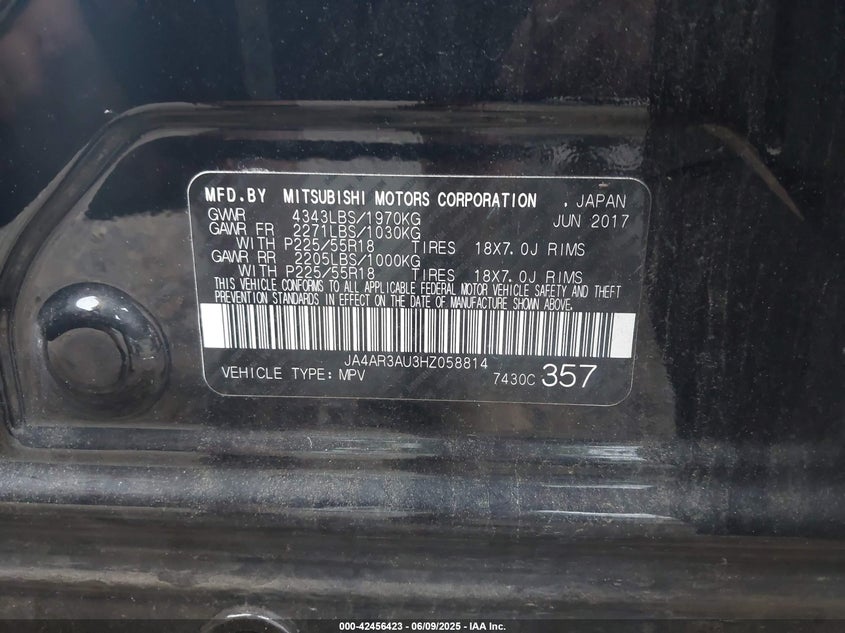 MFD.BY MITSUBISHI MOTORS CORPORATION , JAPAN
GVWR 4343LBS/1970KG JUN 2017
GAWR FR 2271LBS/1030KG
WITH P225/55R18 TIRES 18X7.0J RIMS
GAWR RR 2205LBS/1000KG
WITH P225/55R18 TIRES 18X7.0J RIMS
THIS VEHICLE CONFORMS TO ALL APPLICABLE FEDERAL MOTOR VEHICLE SAFETY AND THEFT
PREVENTION STANDARDS IN EFFECT ON THE DATE OF MANUFACTURE SHOWN ABOVE.
JA4AR3AU3HZ058814
VEHICLE TYPE: MPV 7430C 357
000-42456423 - 06/09/2025 - IAA Inc.